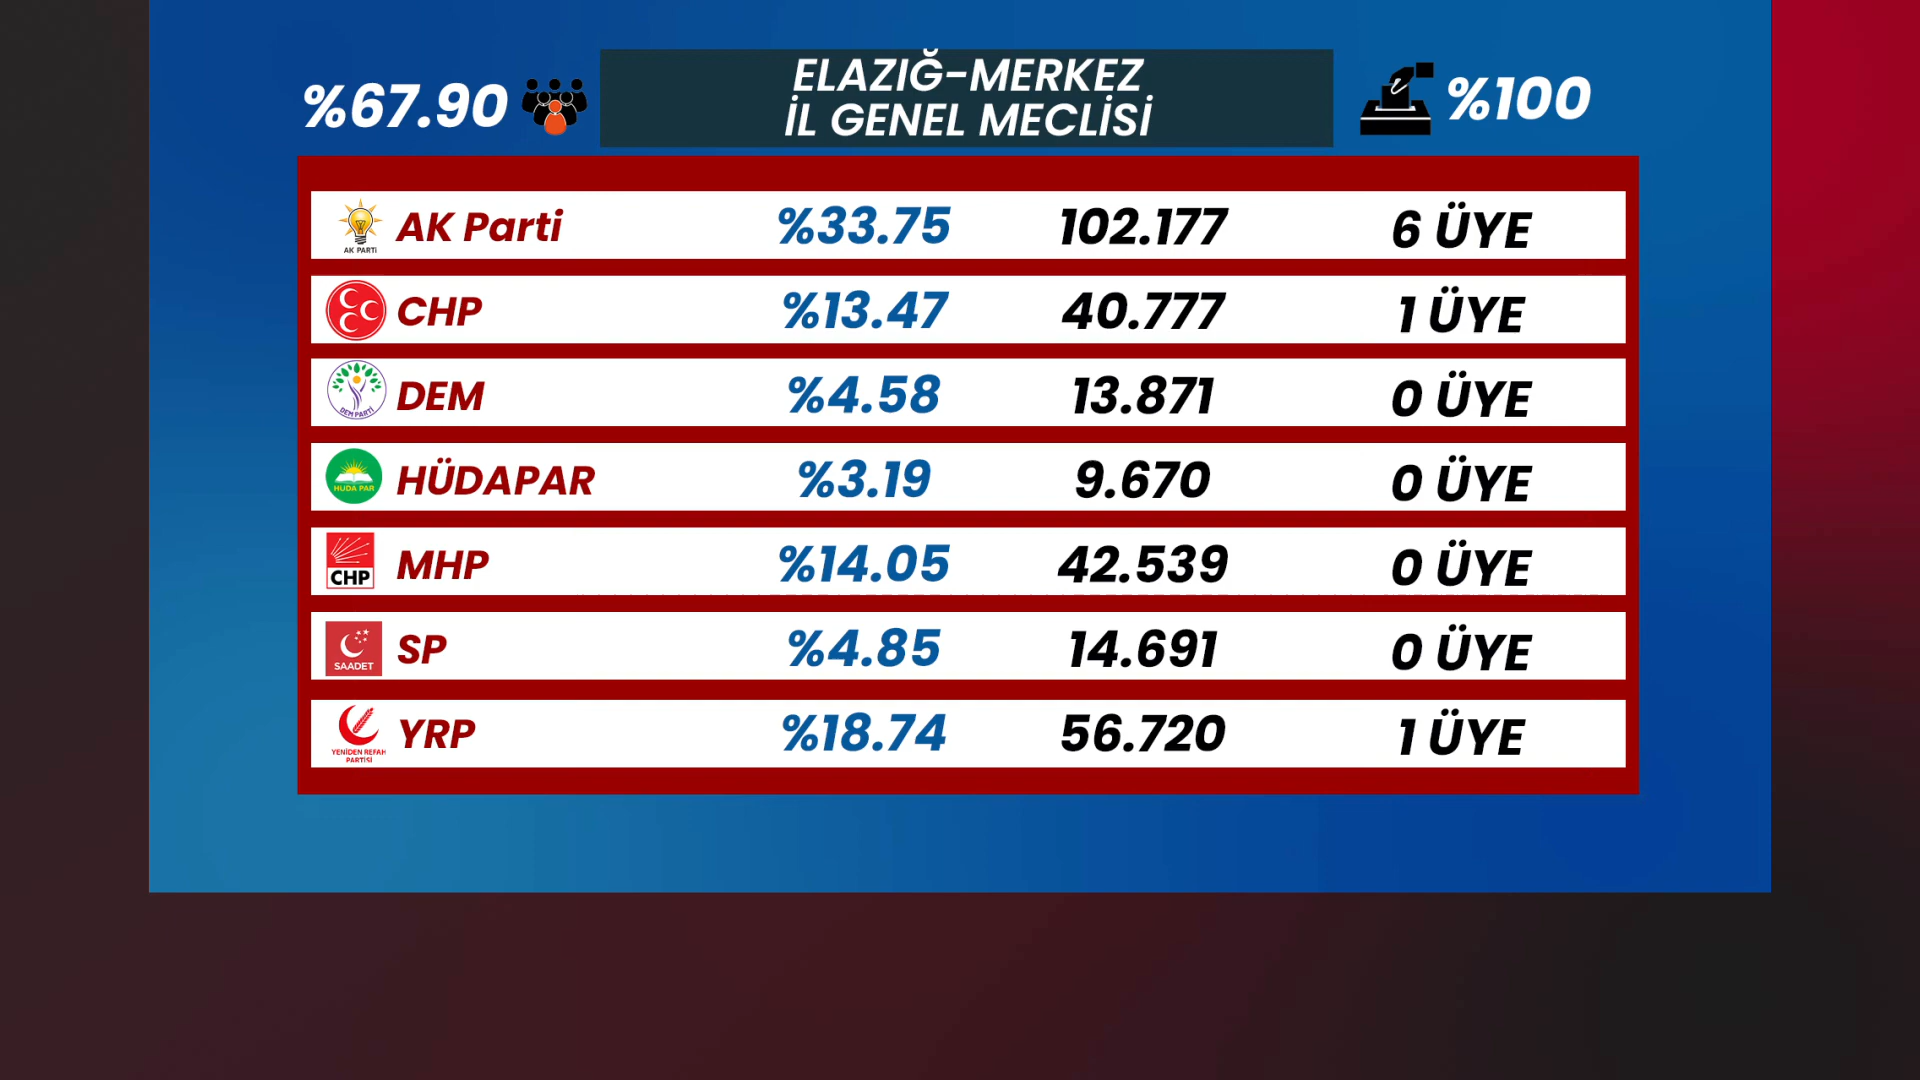 %67.90
ELAZIĞ-MERKEZ
İL GENEL MECLİSİ
%100
AK PARTİ
AK Parti %33.75 102.177 6 ÜYE
CHP %13.47 40.777 1 ÜYE
DEM PARTİ
DEM %4.58 13.871 0 ÜYE
HUDA PAR
HÜDAPAR %3.19 9.670 0 ÜYE
CHP
MHP %14.05 42.539 0 ÜYE
SAADET
SP %4.85 14.691 0 ÜYE
YENİDEN REFAH
PARTİSİ
YRP %18.74 56.720 1 ÜYE